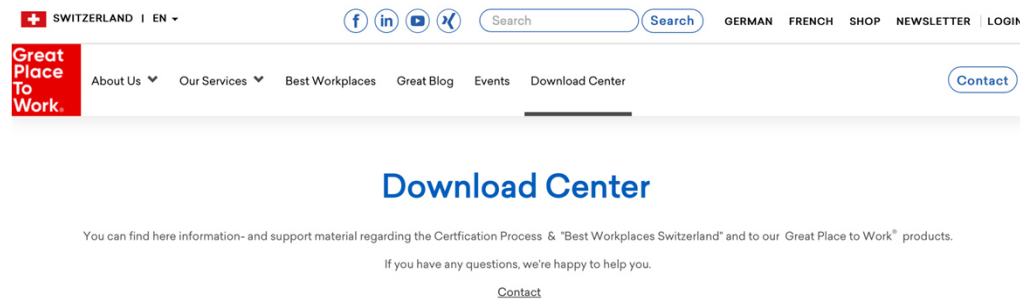 SWITZERLAND | EN
Search
Search
GERMAN
FRENCH
SHOP
NEWSLETTER
LOGIN
Great
Place
To
Work.
About Us
Our Services
Best Workplaces
Great Blog
Events
Download Center
Contact
Download Center
You can find here information- and support material regarding the Certfication Process & "Best Workplaces Switzerland" and to our Great Place to Work® products.
If you have any questions, we're happy to help you.
Contact